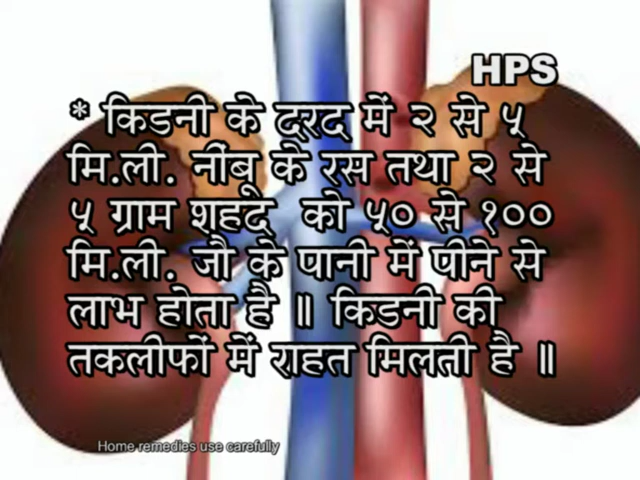 HPS
* किडनी के दरद में २ से ५
मि.ली. नींबू के रस तथा २ से
५ ग्राम शहद को ५० से १००
मि.ली. जौ के पानी में पीने से
लाभ होता है ॥ किडनी की
तकलीफों में राहत मिलती है ॥
Home remedies use carefully